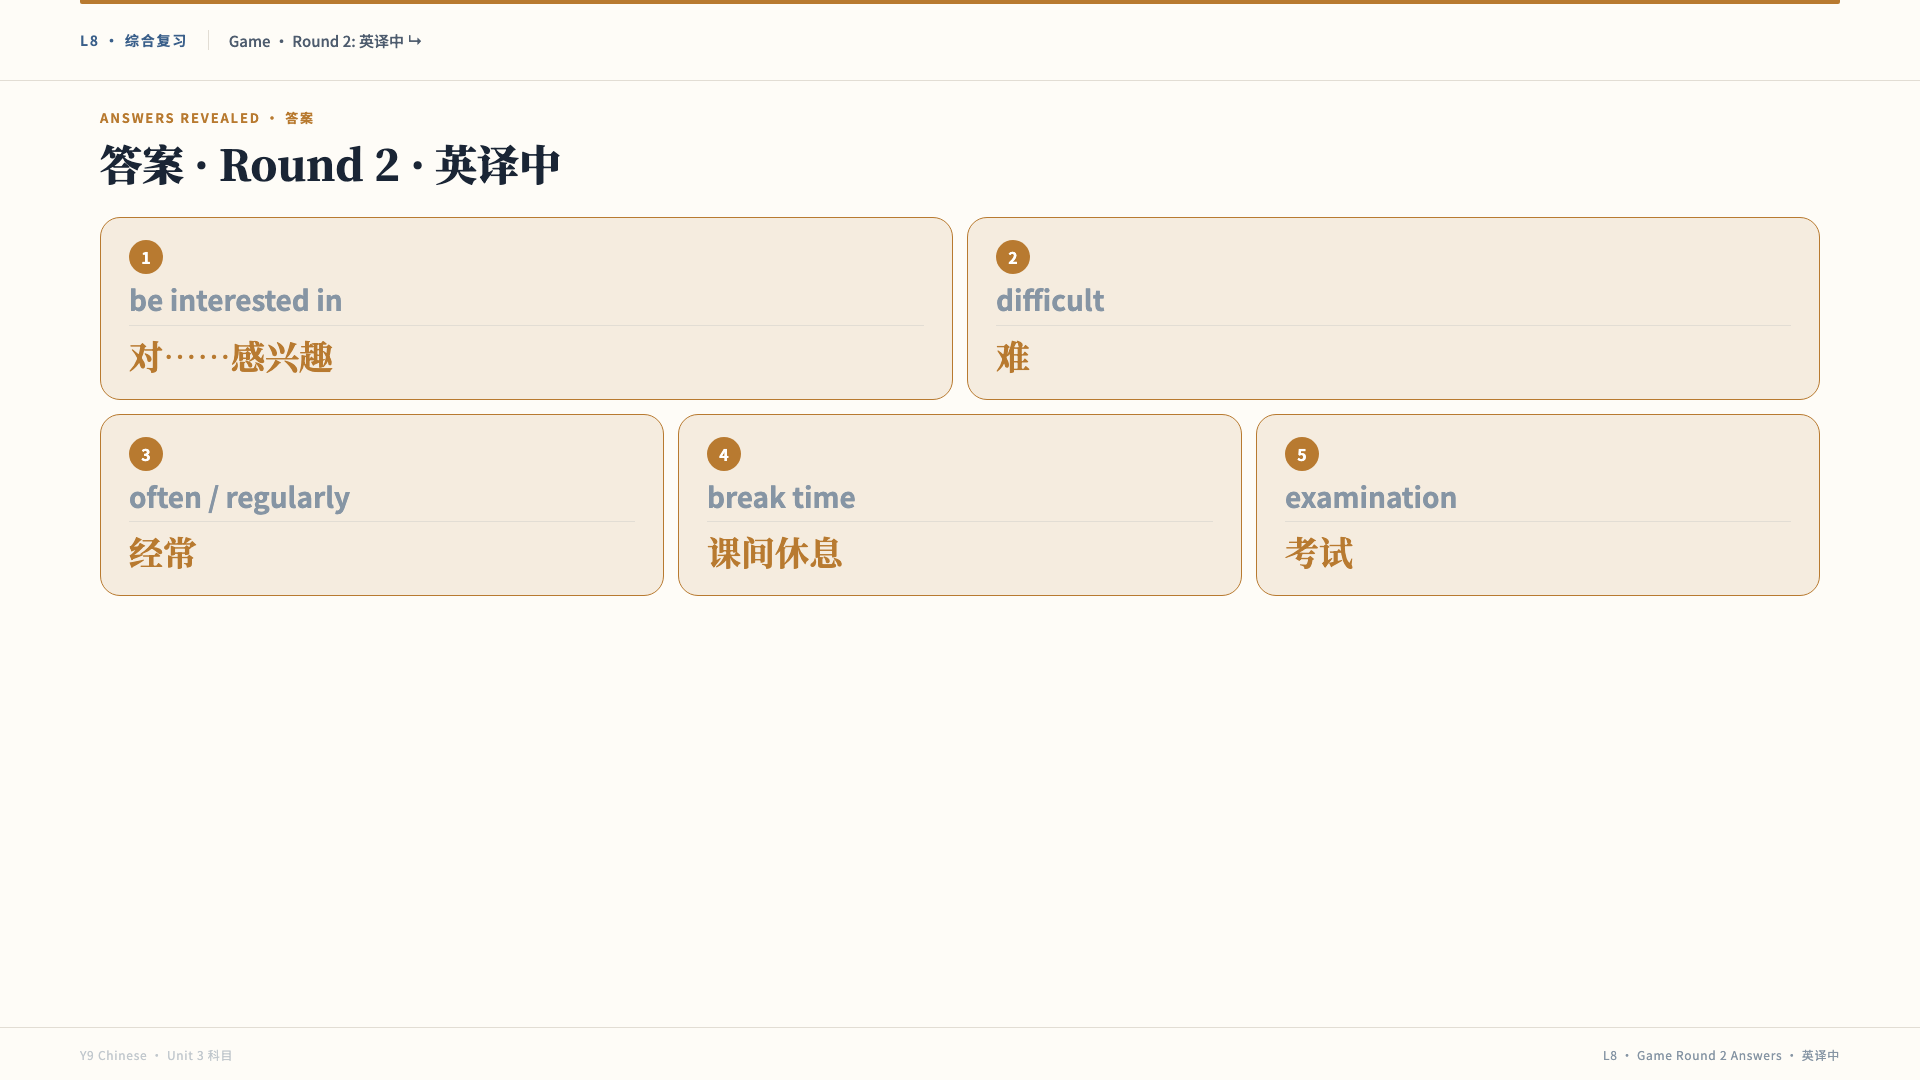 L8 • 综合复习
Game • Round 2: 英译中 ↪
ANSWERS REVEALED • 答案
答案 · Round 2 · 英译中
1
be interested in
对……感兴趣
2
difficult
难
3
often / regularly
经常
4
break time
课间休息
5
examination
考试
Y9 Chinese • Unit 3 科目
L8 • Game Round 2 Answers • 英译中